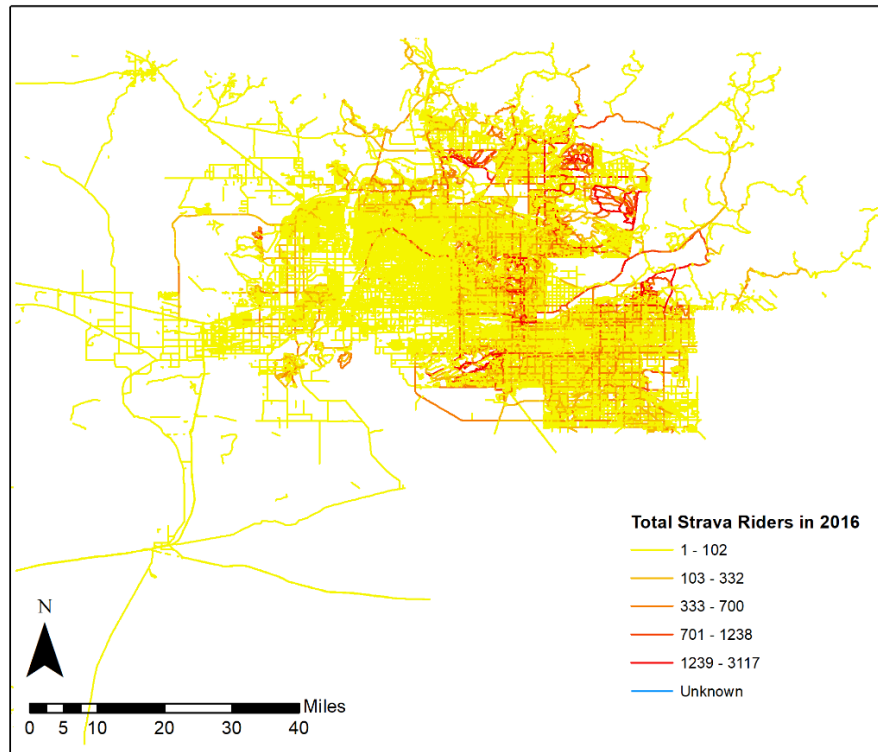 Total Strava Riders in 2016
1 - 102
103 - 332
333 - 700
701 - 1238
1239 - 3117
Unknown
N
Miles
0 5 10 20 30 40